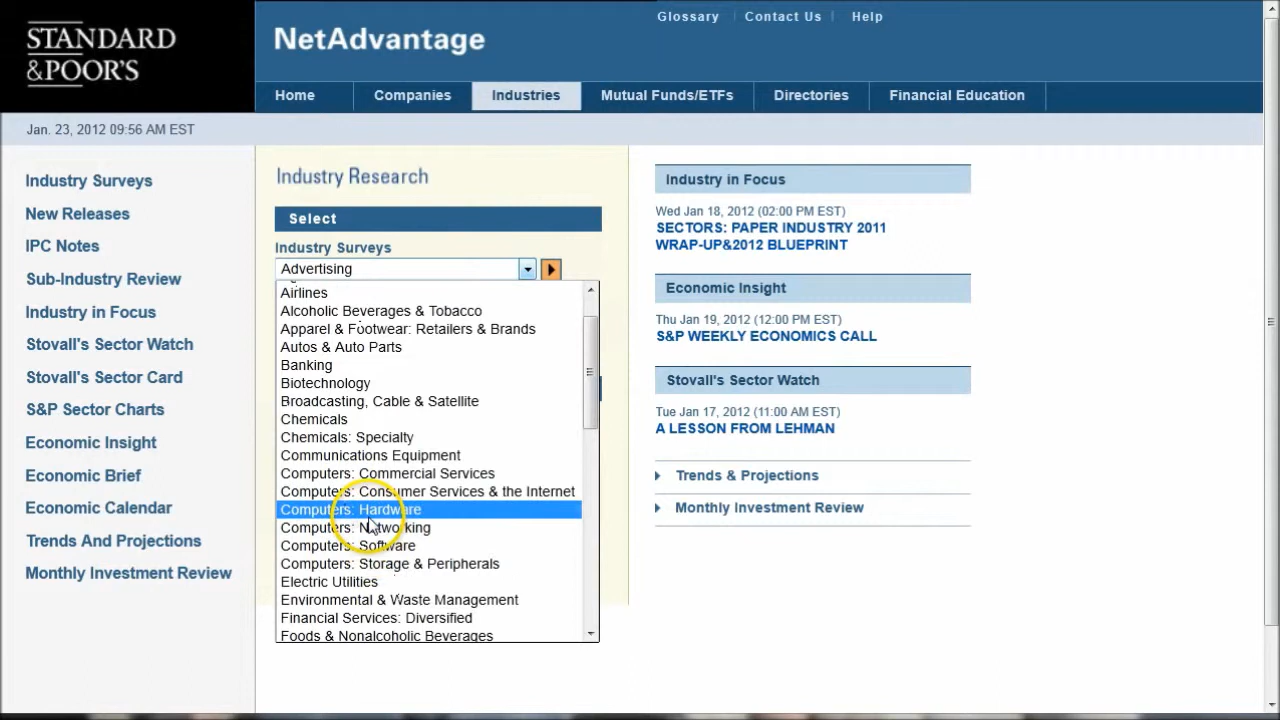 STANDARD
&POOR'S
NetAdvantage
Glossary
Contact Us
Help
Home
Companies
Industries
Mutual Funds/ETFs
Directories
Financial Education
Jan. 23, 2012 09:56 AM EST
Industry Surveys
New Releases
IPC Notes
Sub-Industry Review
Industry in Focus
Stovall's Sector Watch
Stovall's Sector Card
S&P Sector Charts
Economic Insight
Economic Brief
Economic Calendar
Trends And Projections
Monthly Investment Review
Industry Research
Select
Industry Surveys
Advertising
Airlines
Alcoholic Beverages & Tobacco
Apparel & Footwear: Retailers & Brands
Autos & Auto Parts
Banking
Biotechnology
Broadcasting, Cable & Satellite
Chemicals
Chemicals: Specialty
Communications Equipment
Computers: Commercial Services
Computers: Consumer Services & the Internet
Computers: Hardware
Computers: Networking
Computers: Software
Computers: Storage & Peripherals
Electric Utilities
Environmental & Waste Management
Financial Services: Diversified
Foods & Nonalcoholic Beverages
Industry in Focus
Wed Jan 18, 2012 (02:00 PM EST)
SECTORS: PAPER INDUSTRY 2011
WRAP-UP&2012 BLUEPRINT
Economic Insight
Thu Jan 19, 2012 (12:00 PM EST)
S&P WEEKLY ECONOMICS CALL
Stovall's Sector Watch
Tue Jan 17, 2012 (11:00 AM EST)
A LESSON FROM LEHMAN
Trends & Projections
Monthly Investment Review